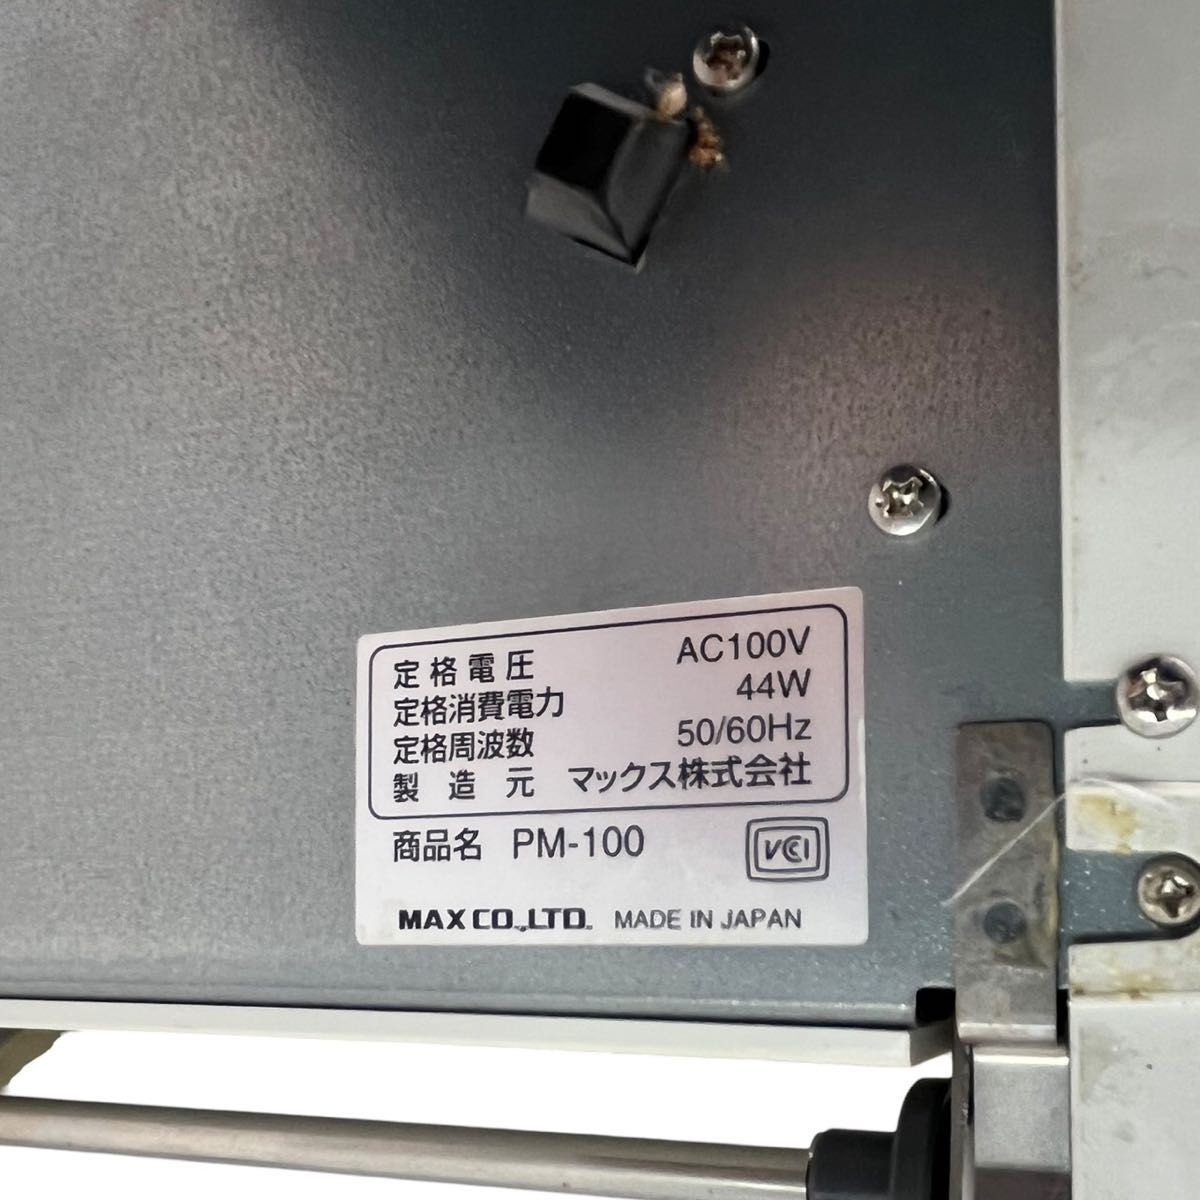 定格電圧 AC100V
定格消費電力 44W
定格周波数 50/60Hz
製造元 マックス株式会社
商品名 PM-100
VCCI
MAX CO.,LTD. MADE IN JAPAN